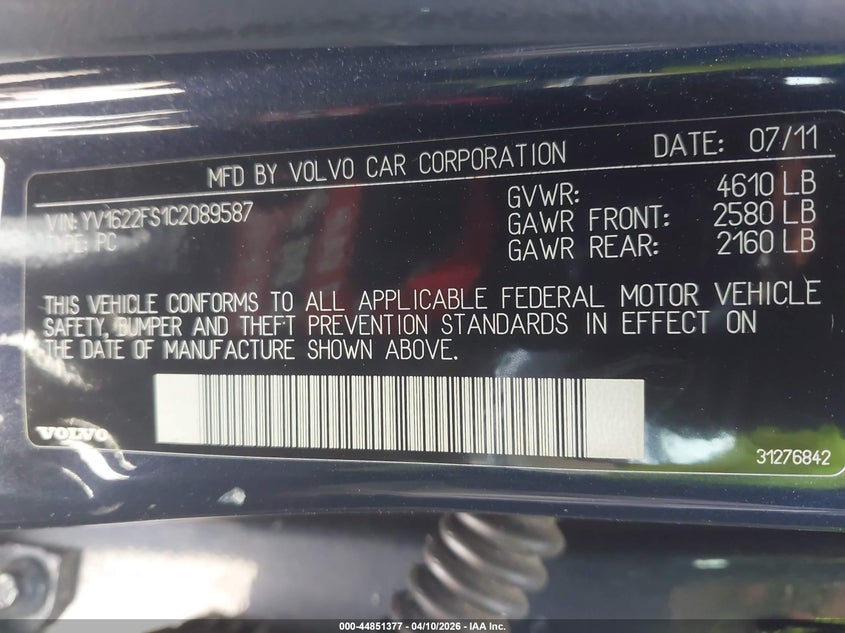 MFD BY VOLVO CAR CORPORATION DATE: 07/11
VIN: YV1622FS1C2089587 GVWR: 4610 LB
TYPE: PC GAWR FRONT: 2580 LB
GAWR REAR: 2160 LB
THIS VEHICLE CONFORMS TO ALL APPLICABLE FEDERAL MOTOR VEHICLE
SAFETY, BUMPER AND THEFT PREVENTION STANDARDS IN EFFECT ON
THE DATE OF MANUFACTURE SHOWN ABOVE.
VOLVO
31276842
000-44851377 - 04/10/2026 - IAA Inc.